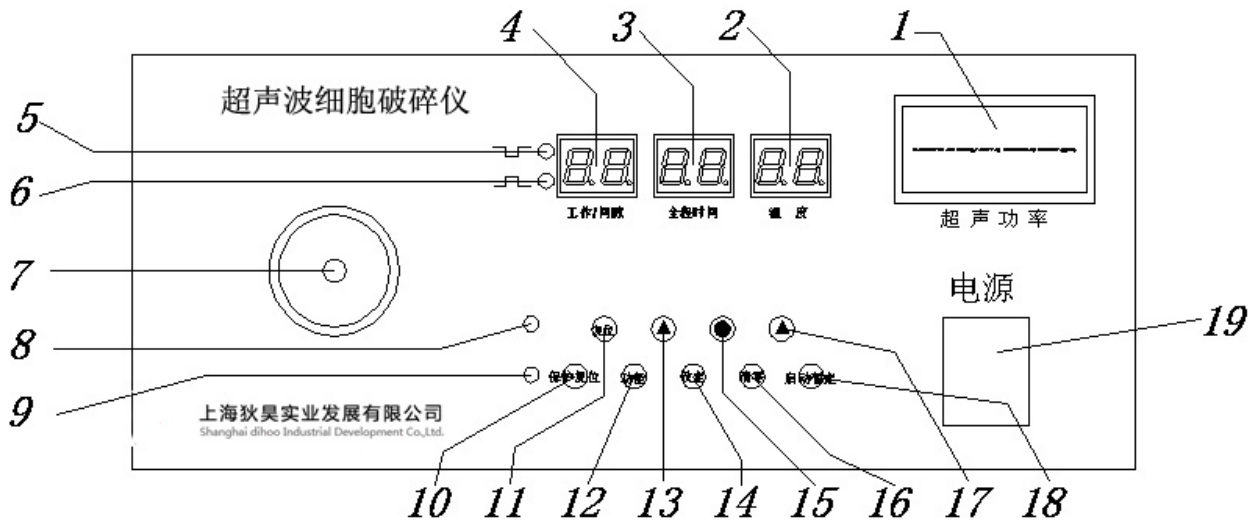 4 3 2 1
超声波细胞破碎仪
5
6
工作/间隙 全程时间 温 度
超声功率
7
电源
8
复位
19
9
保护复位 功能 设定 清零 启动/暂定
上海狄昊实业发展有限公司
Shanghai dihoo Industrial Development Co.,Ltd.
10 11 12 13 14 15 16 17 18